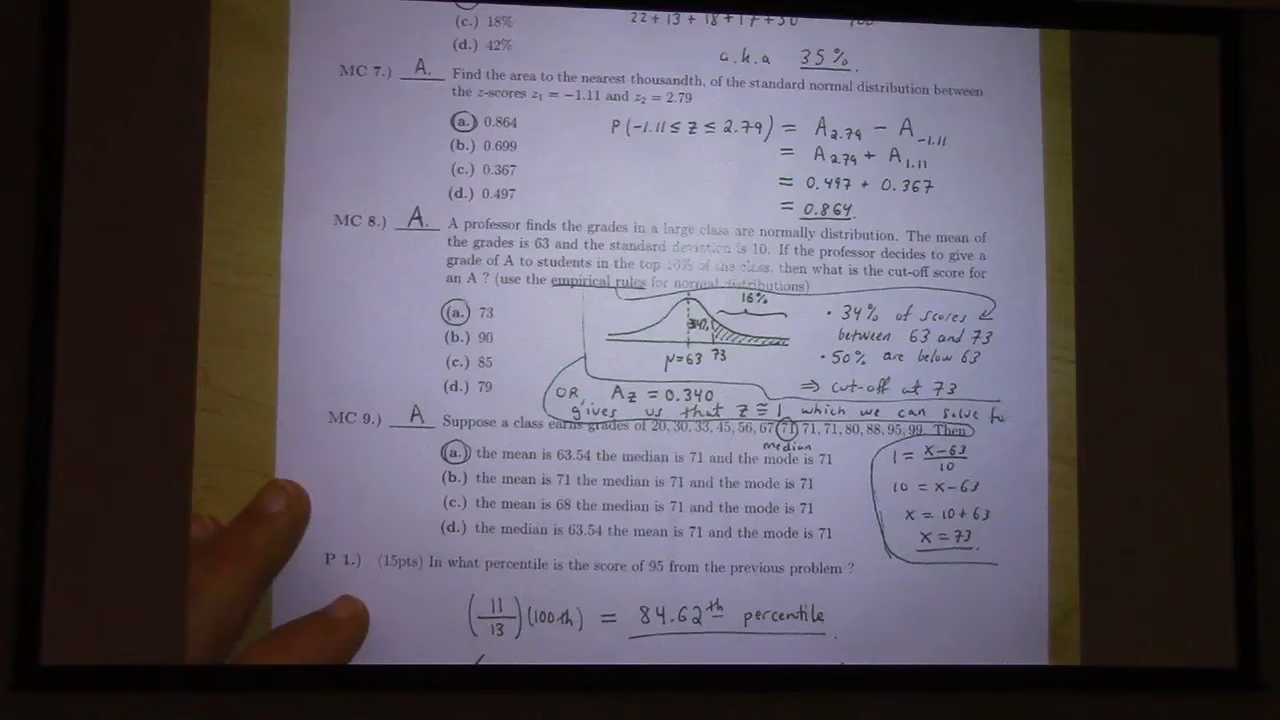 (c.) 18%
22 + 13 + 18 + 17 + 30
100
(d.) 42%
a.k.a 35%.
MC 7.) A. Find the area to the nearest thousandth, of the standard normal distribution between
the z-scores z₁ = −1.11 and z₂ = 2.79
(a.) 0.864
P(-1.11 ≤ z ≤ 2.79) = A₂.₇₉ − A₋₁.₁₁
(b.) 0.699
= A₂.₇₉ + A₁.₁₁
(c.) 0.367
= 0.497 + 0.367
(d.) 0.497
= 0.864.
MC 8.) A. A professor finds the grades in a large class are normally distribution. The mean of
the grades is 63 and the standard deviation is 10. If the professor decides to give a
grade of A to students in the top 16% of the class, then what is the cut-off score for
an A ? (use the empirical rules for normal distributions)
16%
(a.) 73
34%
• 34% of scores
(b.) 90
between 63 and 73
μ=63 73
• 50% are below 63
(c.) 85
(d.) 79
⇒ cut-off at 73
OR, A_z = 0.340
gives us that z ≅ 1, which we can solve for
MC 9.) A Suppose a class earns grades of 20, 30, 33, 45, 56, 67, 71, 71, 71, 80, 88, 95, 99. Then
median
(a.) the mean is 63.54 the median is 71 and the mode is 71
(b.) the mean is 71 the median is 71 and the mode is 71
(c.) the mean is 68 the median is 71 and the mode is 71
(d.) the median is 63.54 the mean is 71 and the mode is 71
1 = x−63 / 10
10 = x−63
x = 10 + 63
x = 73.
P 1.) (15pts) In what percentile is the score of 95 from the previous problem ?
(11/13)(100th) = 84.62th percentile.